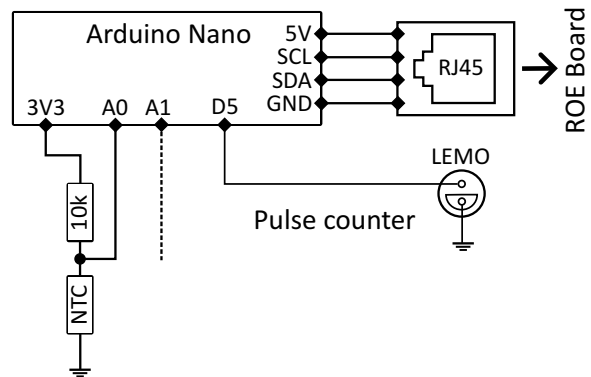 Arduino Nano
5V
SCL
SDA
GND
3V3 A0 A1 D5
RJ45
ROE Board
LEMO
Pulse counter
10k
NTC